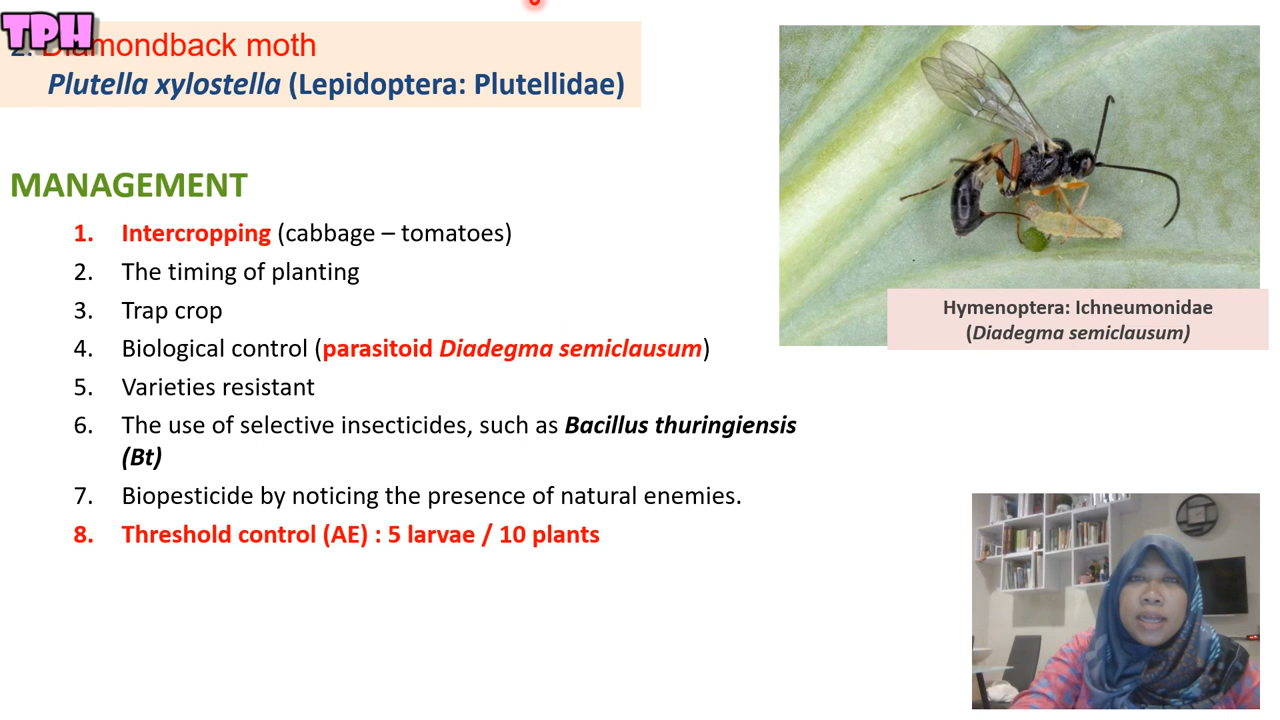 TPH
2. Diamondback moth
Plutella xylostella (Lepidoptera: Plutellidae)
MANAGEMENT
1. Intercropping (cabbage – tomatoes)
2. The timing of planting
3. Trap crop
4. Biological control (parasitoid Diadegma semiclausum)
5. Varieties resistant
6. The use of selective insecticides, such as Bacillus thuringiensis
(Bt)
7. Biopesticide by noticing the presence of natural enemies.
8. Threshold control (AE) : 5 larvae / 10 plants
Hymenoptera: Ichneumonidae
(Diadegma semiclausum)